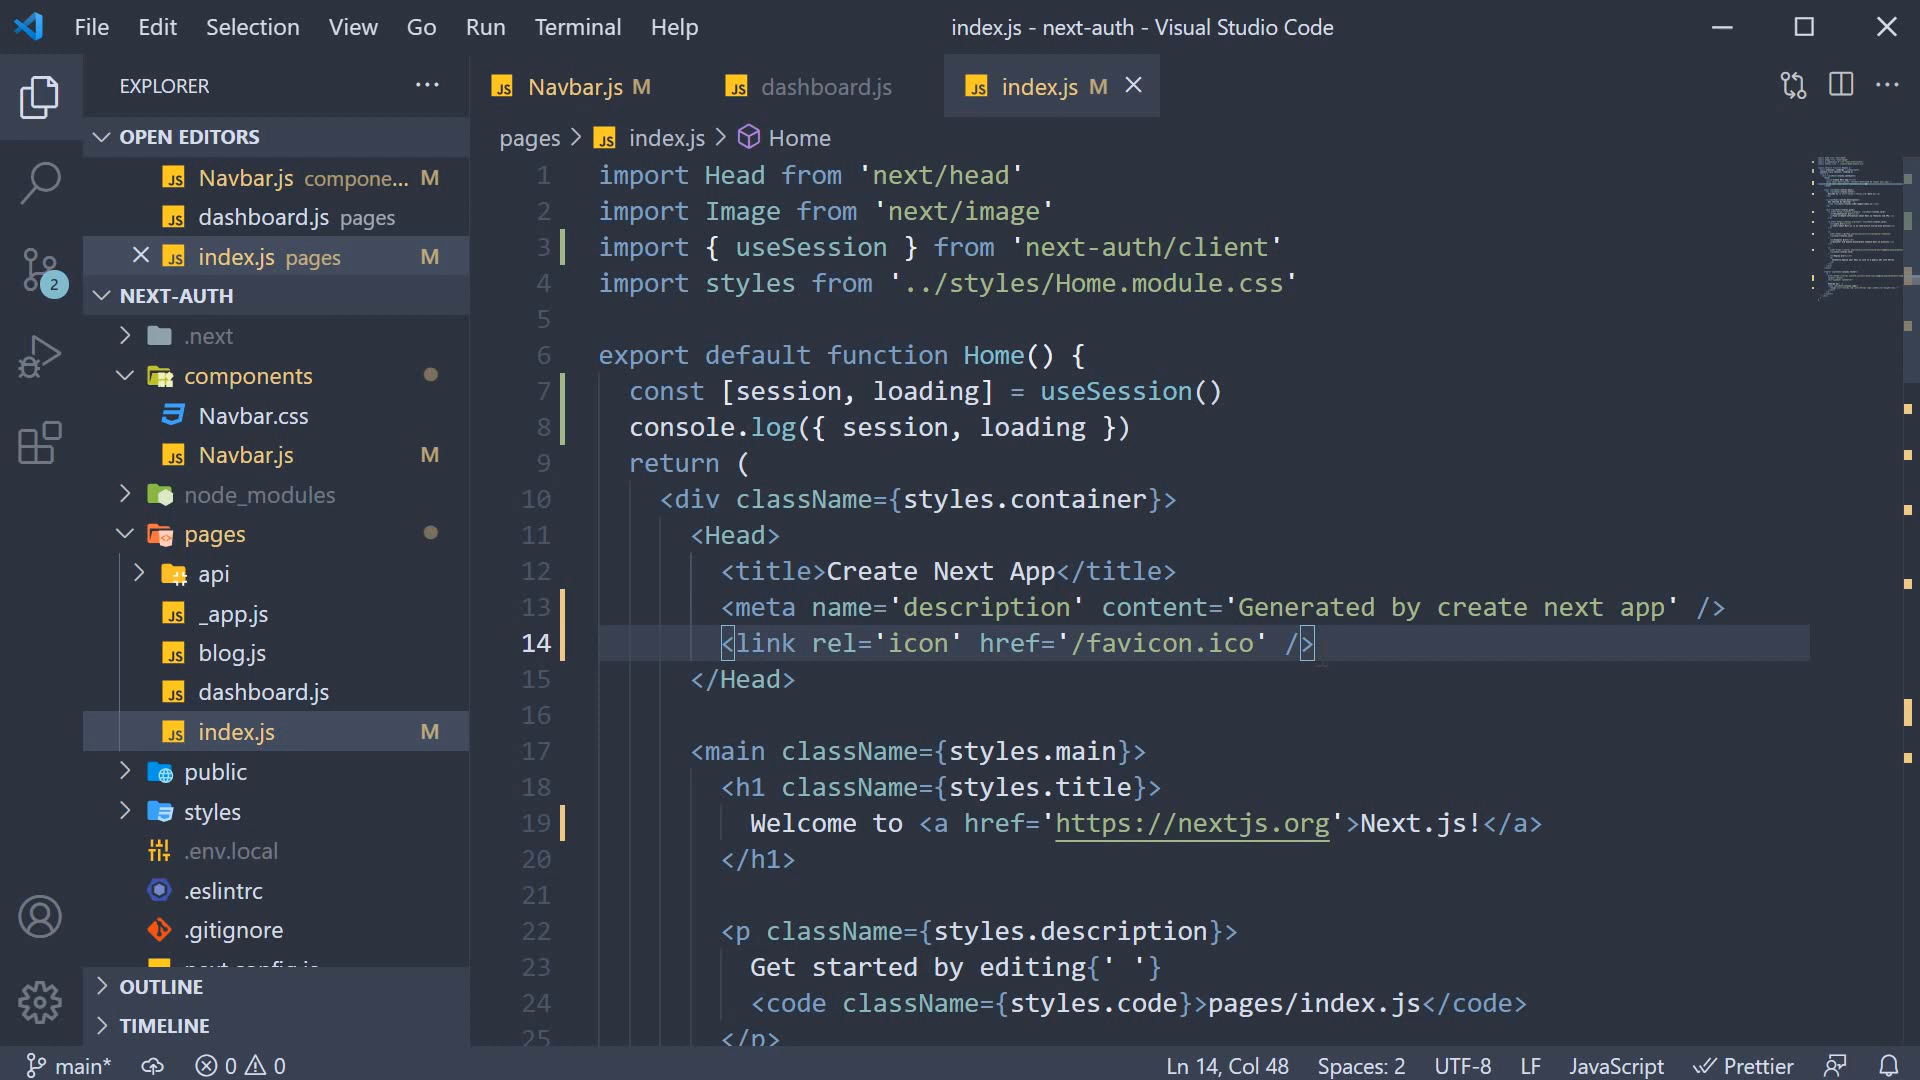 File Edit Selection View Go Run Terminal Help
index.js - next-auth - Visual Studio Code
EXPLORER
OPEN EDITORS
Navbar.js compone... M
dashboard.js pages
index.js pages M
2
NEXT-AUTH
.next
components
Navbar.css
Navbar.js M
node_modules
pages
api
_app.js
blog.js
dashboard.js
index.js M
public
styles
.env.local
.eslintrc
.gitignore
next.config.js
OUTLINE
TIMELINE
JS Navbar.js M
JS dashboard.js
JS index.js M
pages > JS index.js > Home
1 import Head from 'next/head'
2 import Image from 'next/image'
3 import { useSession } from 'next-auth/client'
4 import styles from '../styles/Home.module.css'
5
6 export default function Home() {
7 const [session, loading] = useSession()
8 console.log({ session, loading })
9 return (
10 <div className={styles.container}>
11 <Head>
12 <title>Create Next App</title>
13 <meta name='description' content='Generated by create next app' />
14 <link rel='icon' href='/favicon.ico' />
15 </Head>
16
17 <main className={styles.main}>
18 <h1 className={styles.title}>
19 Welcome to <a href='https://nextjs.org'>Next.js!</a>
20 </h1>
21
22 <p className={styles.description}>
23 Get started by editing{' '}
24 <code className={styles.code}>pages/index.js</code>
25 </p>
main* 0 0
Ln 14, Col 48 Spaces: 2 UTF-8 LF JavaScript Prettier